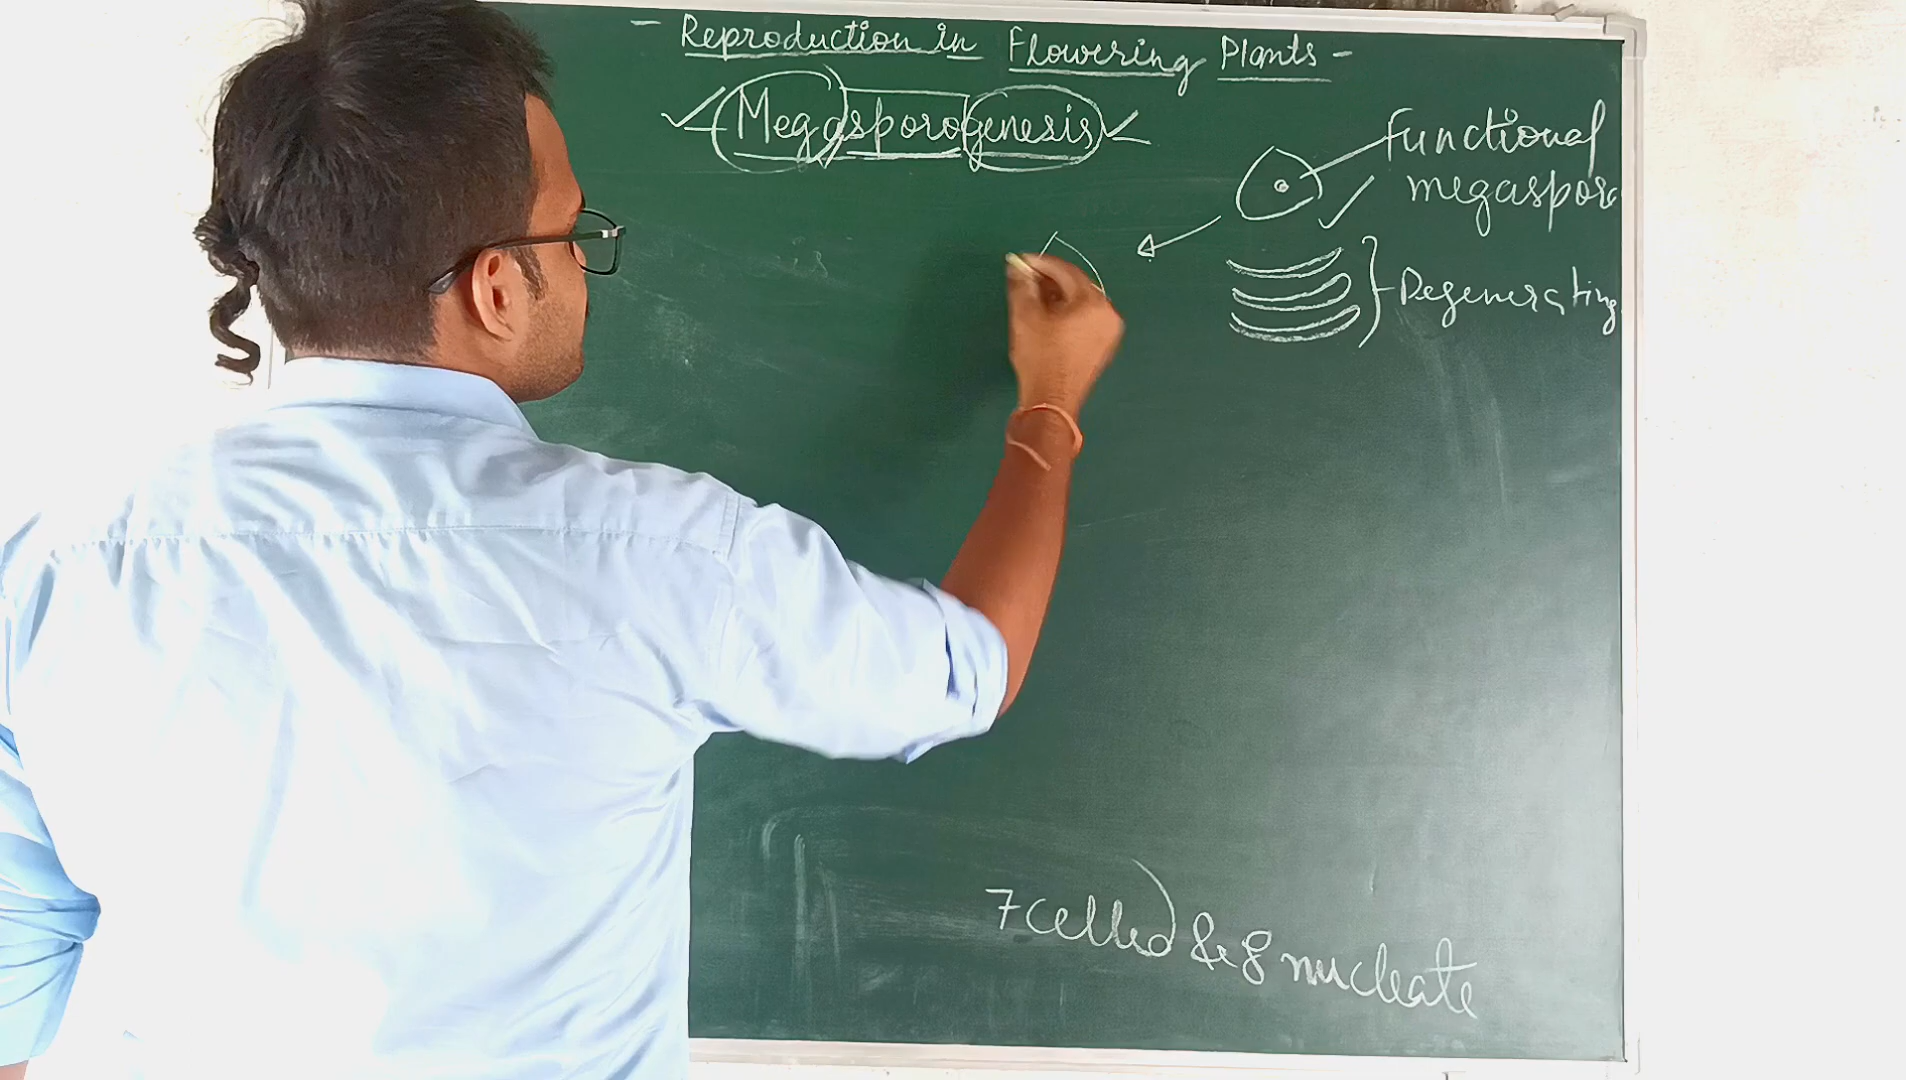 - Reproduction in Flowering Plants -
Megasporogenesis
functional
megaspore
Degenerating
7 celled & 8 nucleate